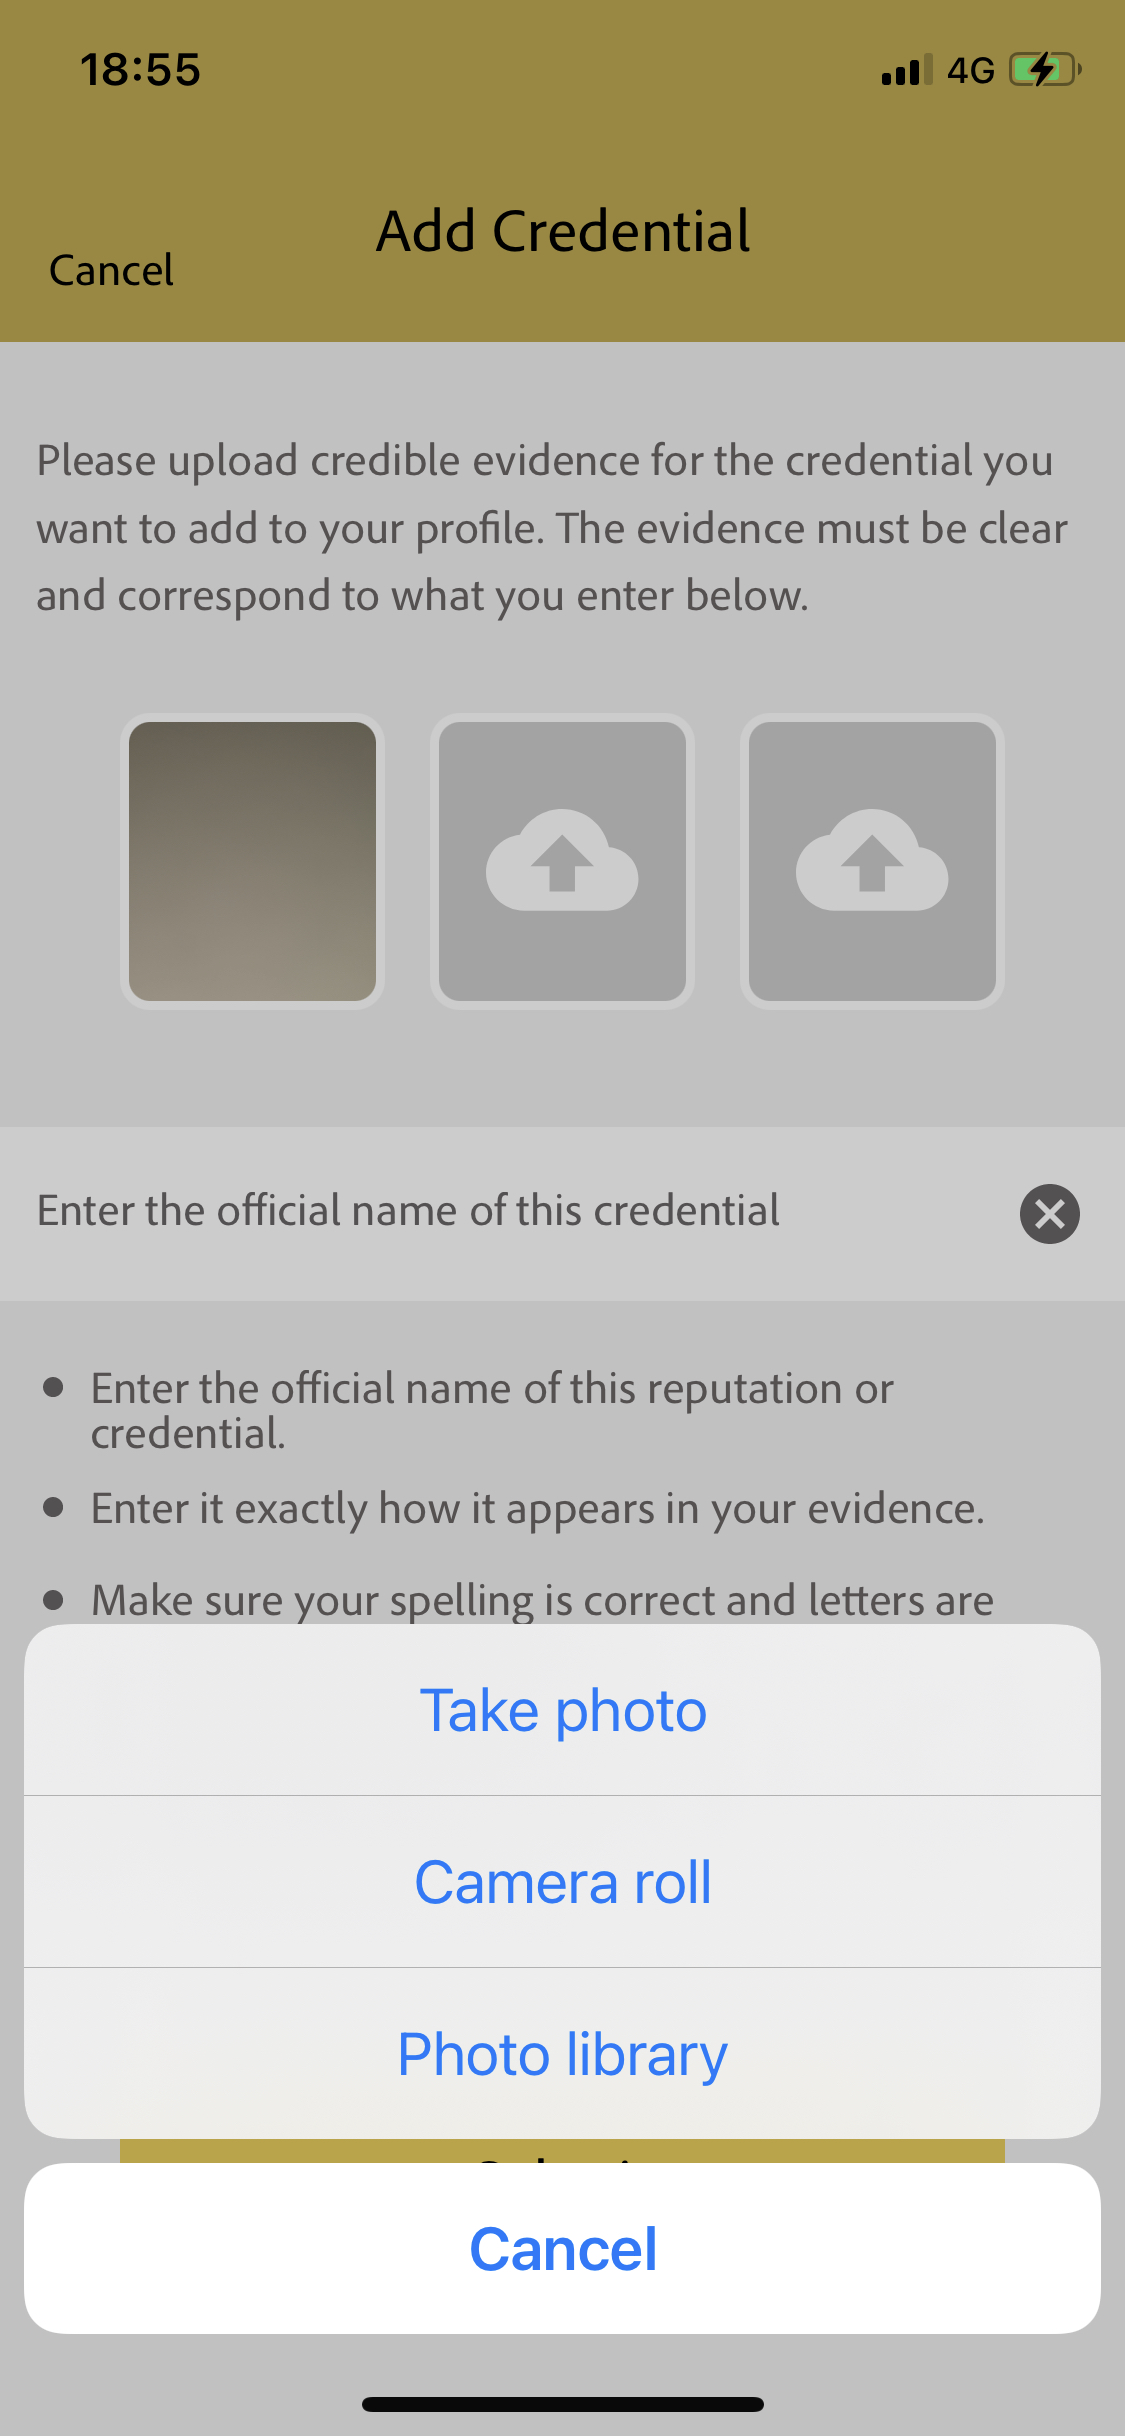 18:55
4G
Add Credential
Cancel
Please upload credible evidence for the credential you
want to add to your profile. The evidence must be clear
and correspond to what you enter below.
Enter the official name of this credential
• Enter the official name of this reputation or
credential.
• Enter it exactly how it appears in your evidence.
• Make sure your spelling is correct and letters are
Take photo
Camera roll
Photo library
Cancel